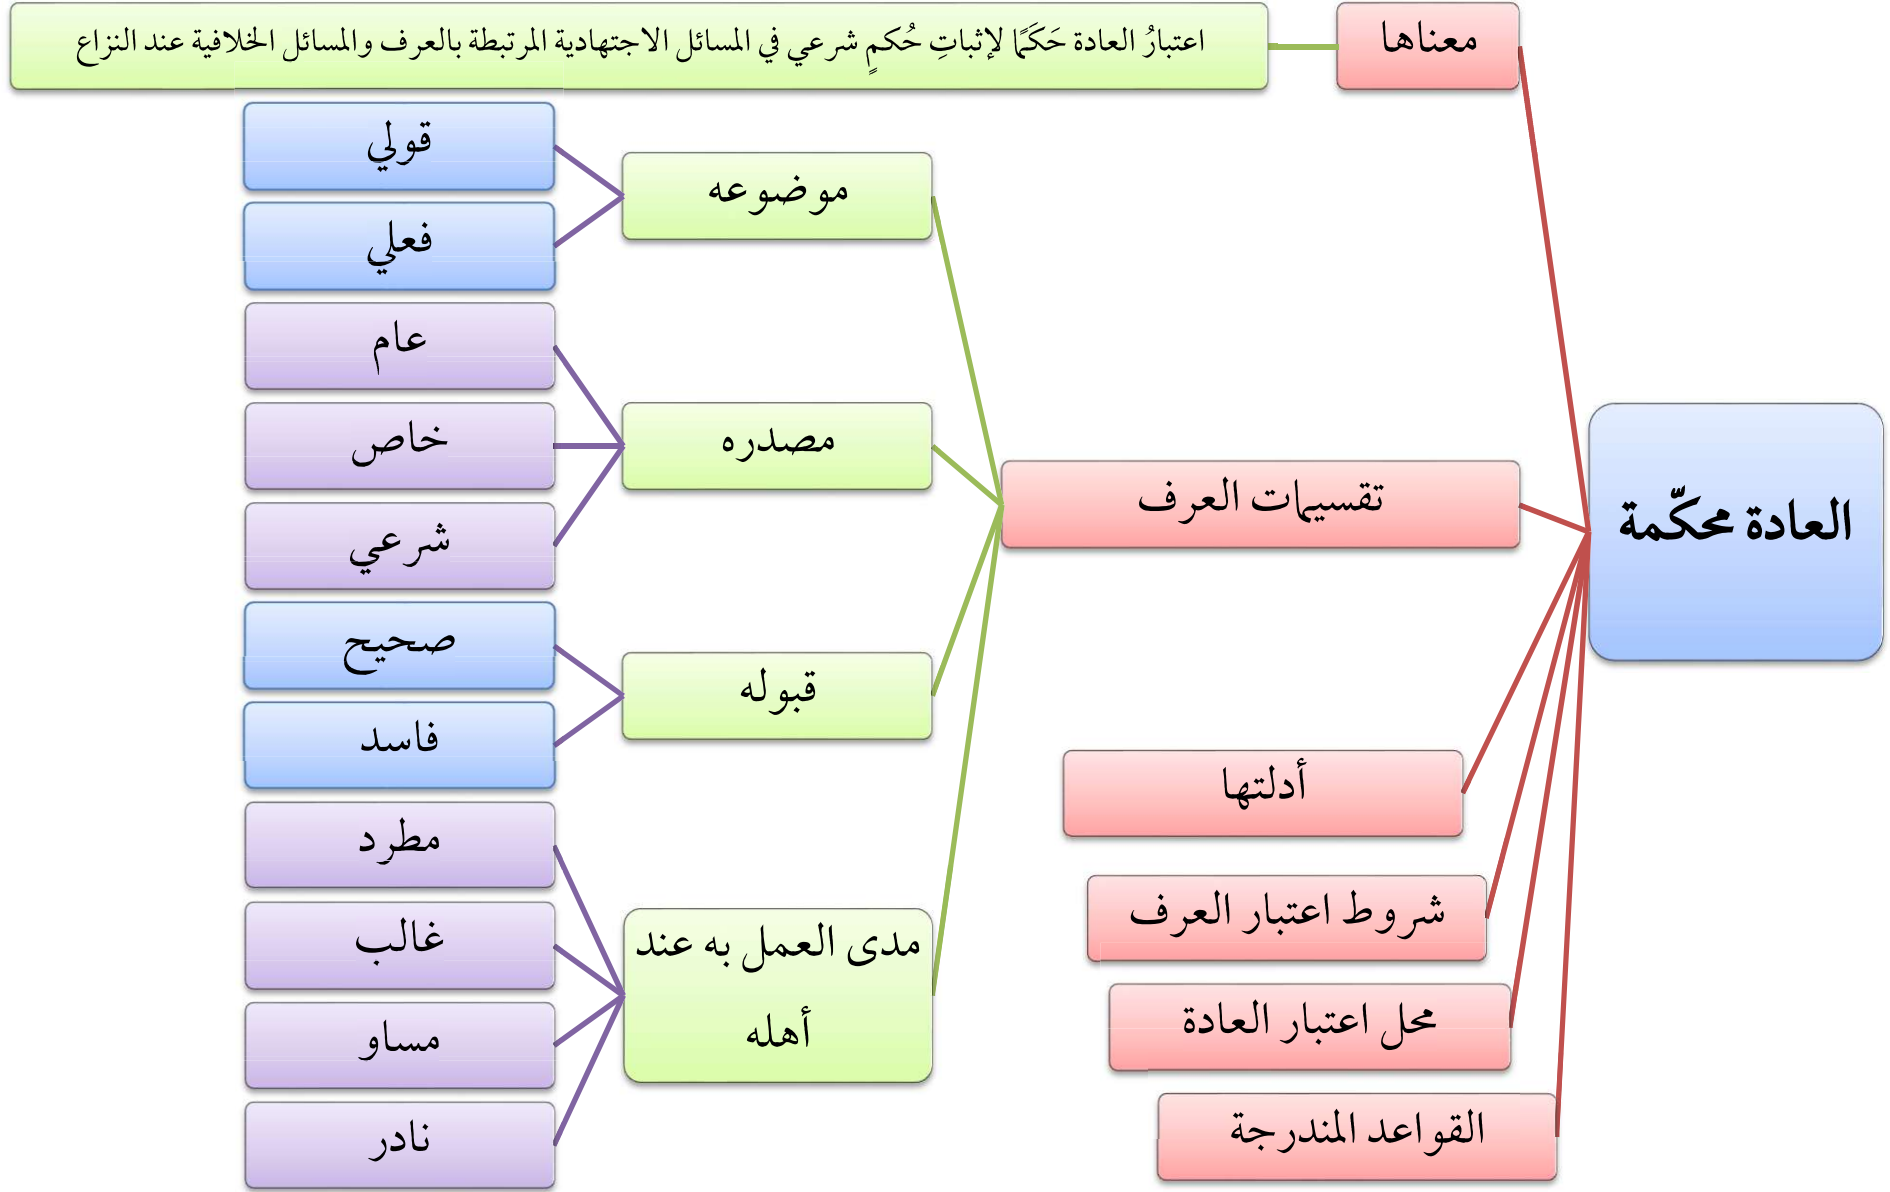 العادة محكّمة
معناها
اعتبارُ العادة حَكَمًا لإثباتِ حُكمٍ شرعي في المسائل الاجتهادية المرتبطة بالعرف والمسائل الخلافية عند النزاع
تقسيمات العرف
موضوعه
قولي
فعلي
مصدره
عام
خاص
شرعي
قبوله
صحيح
فاسد
مدى العمل به عند
أهله
مطرد
غالب
مساو
نادر
أدلتها
شروط اعتبار العرف
محل اعتبار العادة
القواعد المندرجة